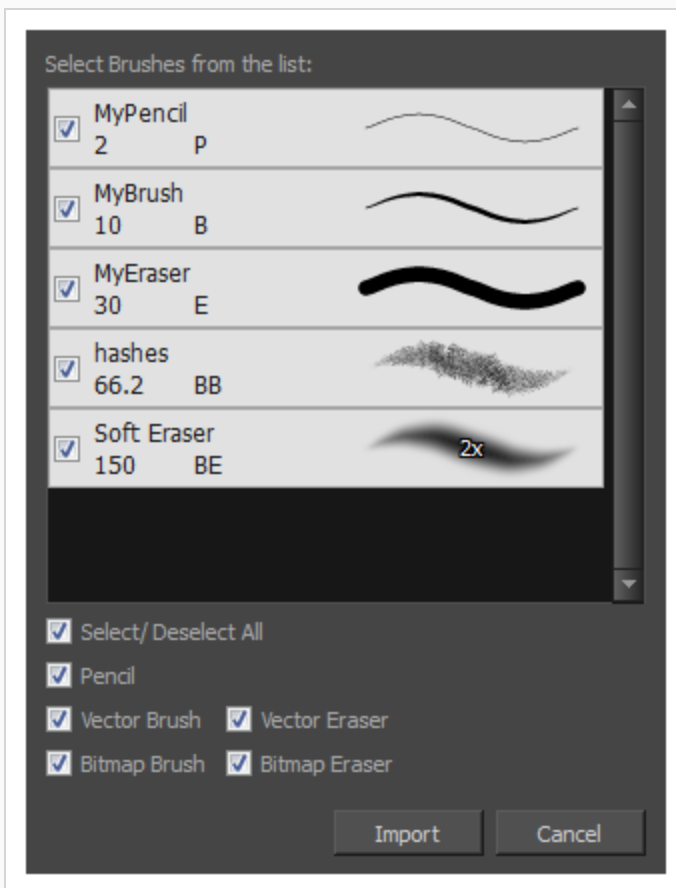 Select Brushes from the list:
MyPencil
2 P
MyBrush
10 B
MyEraser
30 E
hashes
66.2 BB
Soft Eraser
150 BE
2x
Select/ Deselect All
Pencil
Vector Brush Vector Eraser
Bitmap Brush Bitmap Eraser
Import Cancel